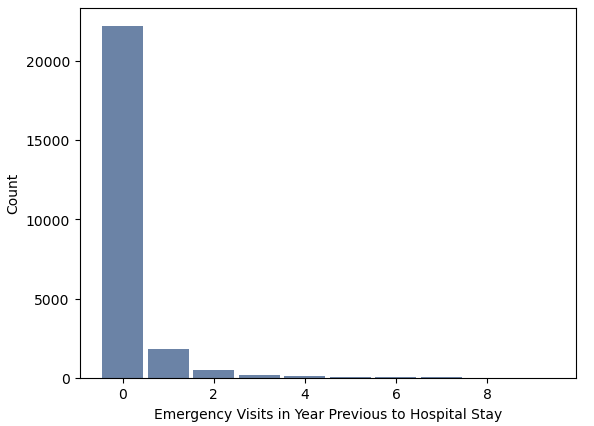 20000
15000
10000
5000
0
Count
0 2 4 6 8
Emergency Visits in Year Previous to Hospital Stay